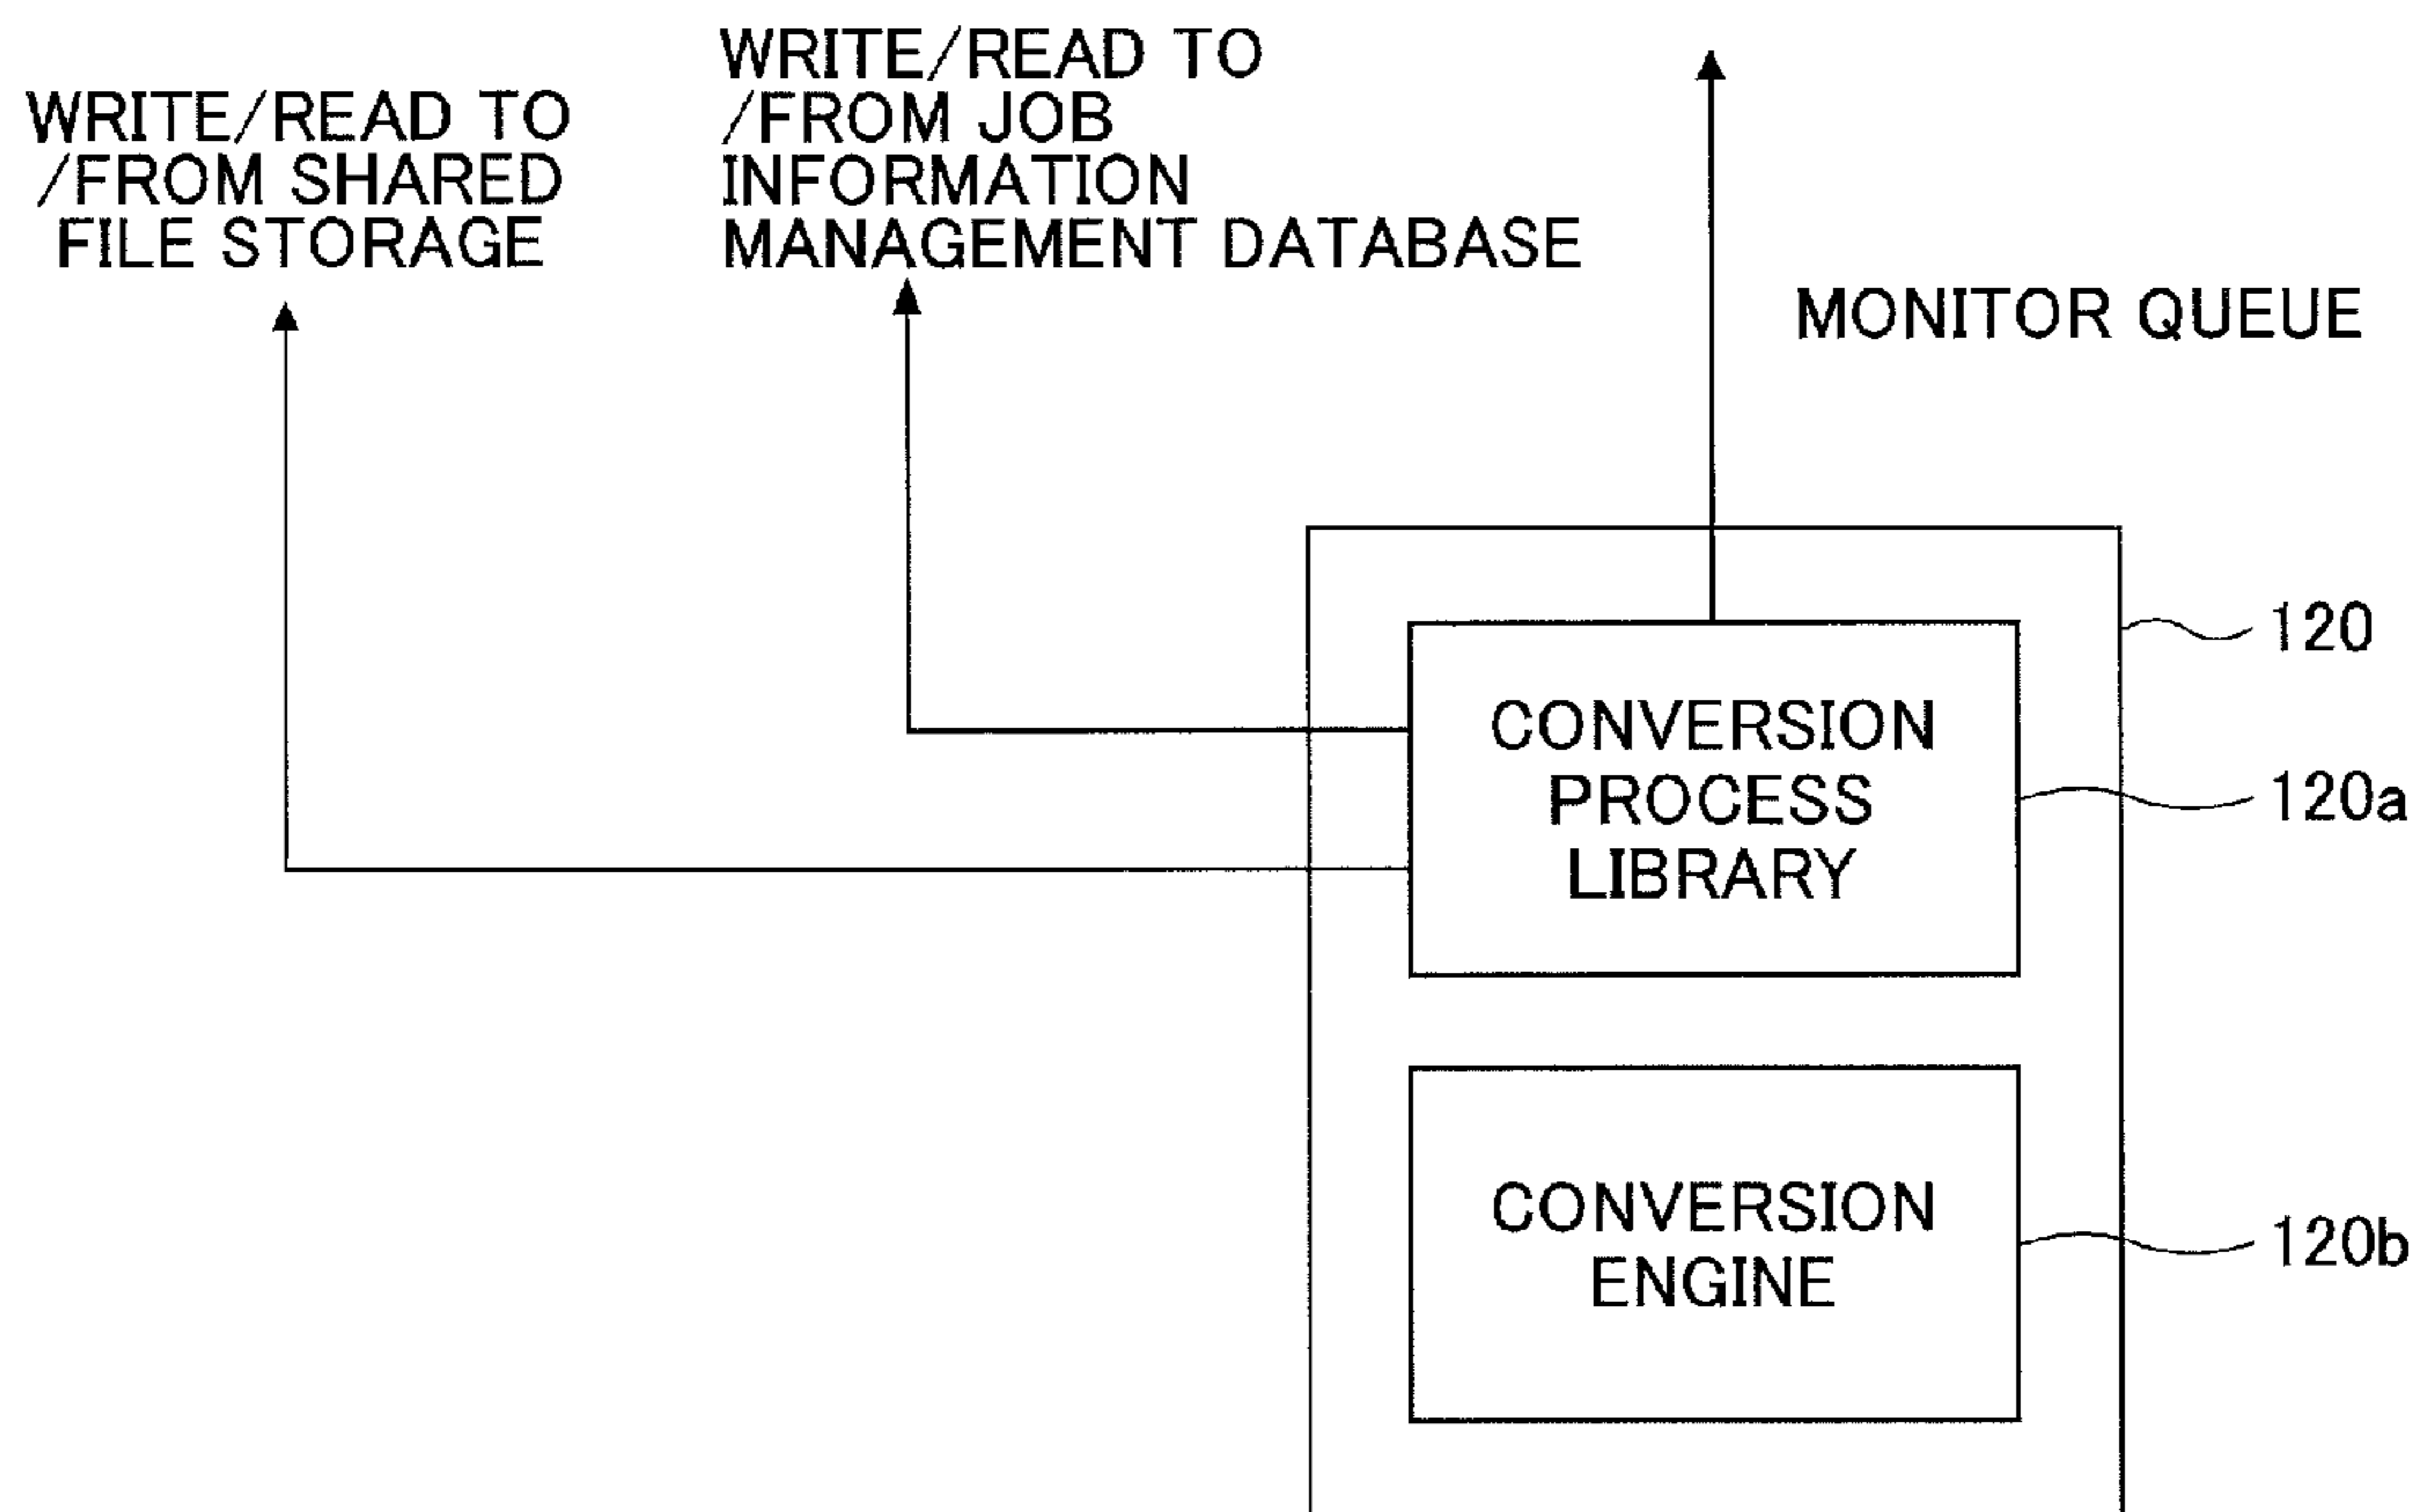 WRITE/READ TO
/FROM SHARED
FILE STORAGE
WRITE/READ TO
/FROM JOB
INFORMATION
MANAGEMENT DATABASE
MONITOR QUEUE
120
CONVERSION
PROCESS
LIBRARY
120a
CONVERSION
ENGINE
120b